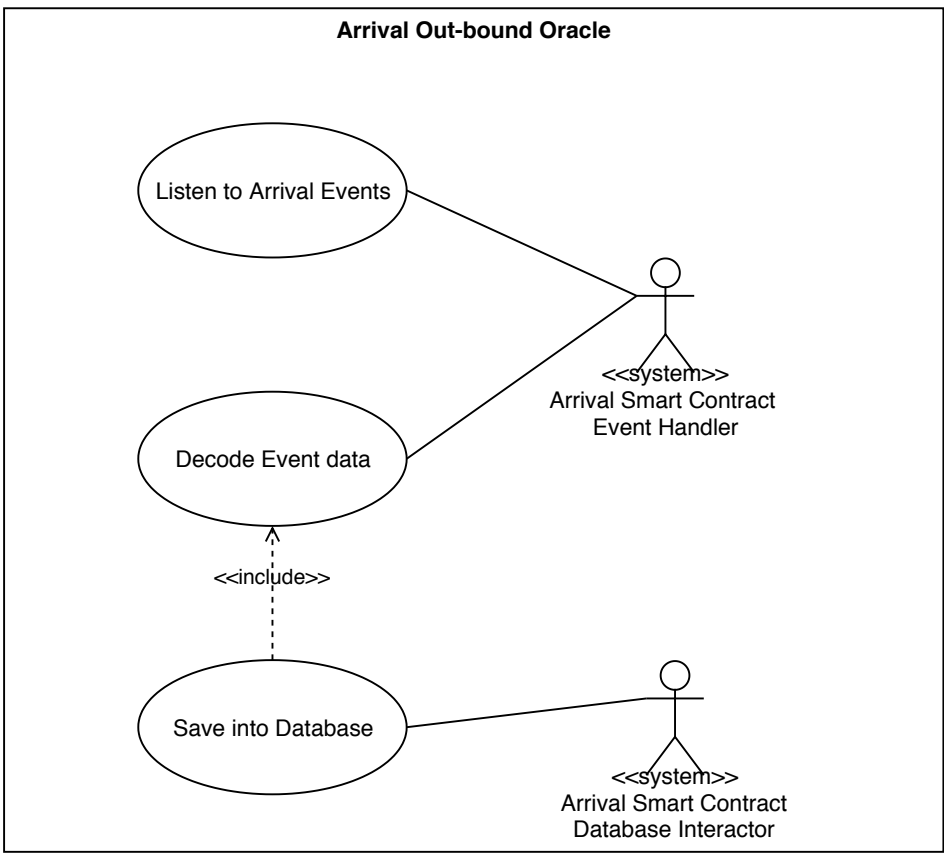 Arrival Out-bound Oracle
Listen to Arrival Events
<<system>>
Arrival Smart Contract
Event Handler
Decode Event data
<<include>>
Save into Database
<<system>>
Arrival Smart Contract
Database Interactor